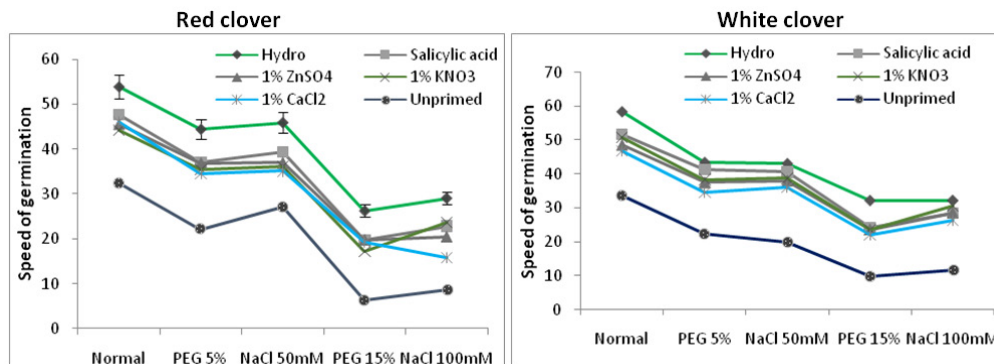 Red clover
Speed of germination
60
50
40
30
20
10
0
Hydro
Salicylic acid
1% ZnSO4
1% KNO3
1% CaCl2
Unprimed
Normal PEG 5% NaCl 50mM PEG 15% NaCl 100mM
White clover
Speed of germination
70
60
50
40
30
20
10
0
Hydro
Salicylic acid
1% ZnSO4
1% KNO3
1% CaCl2
Unprimed
Normal PEG 5% NaCl 50mM PEG 15% NaCl 100mM